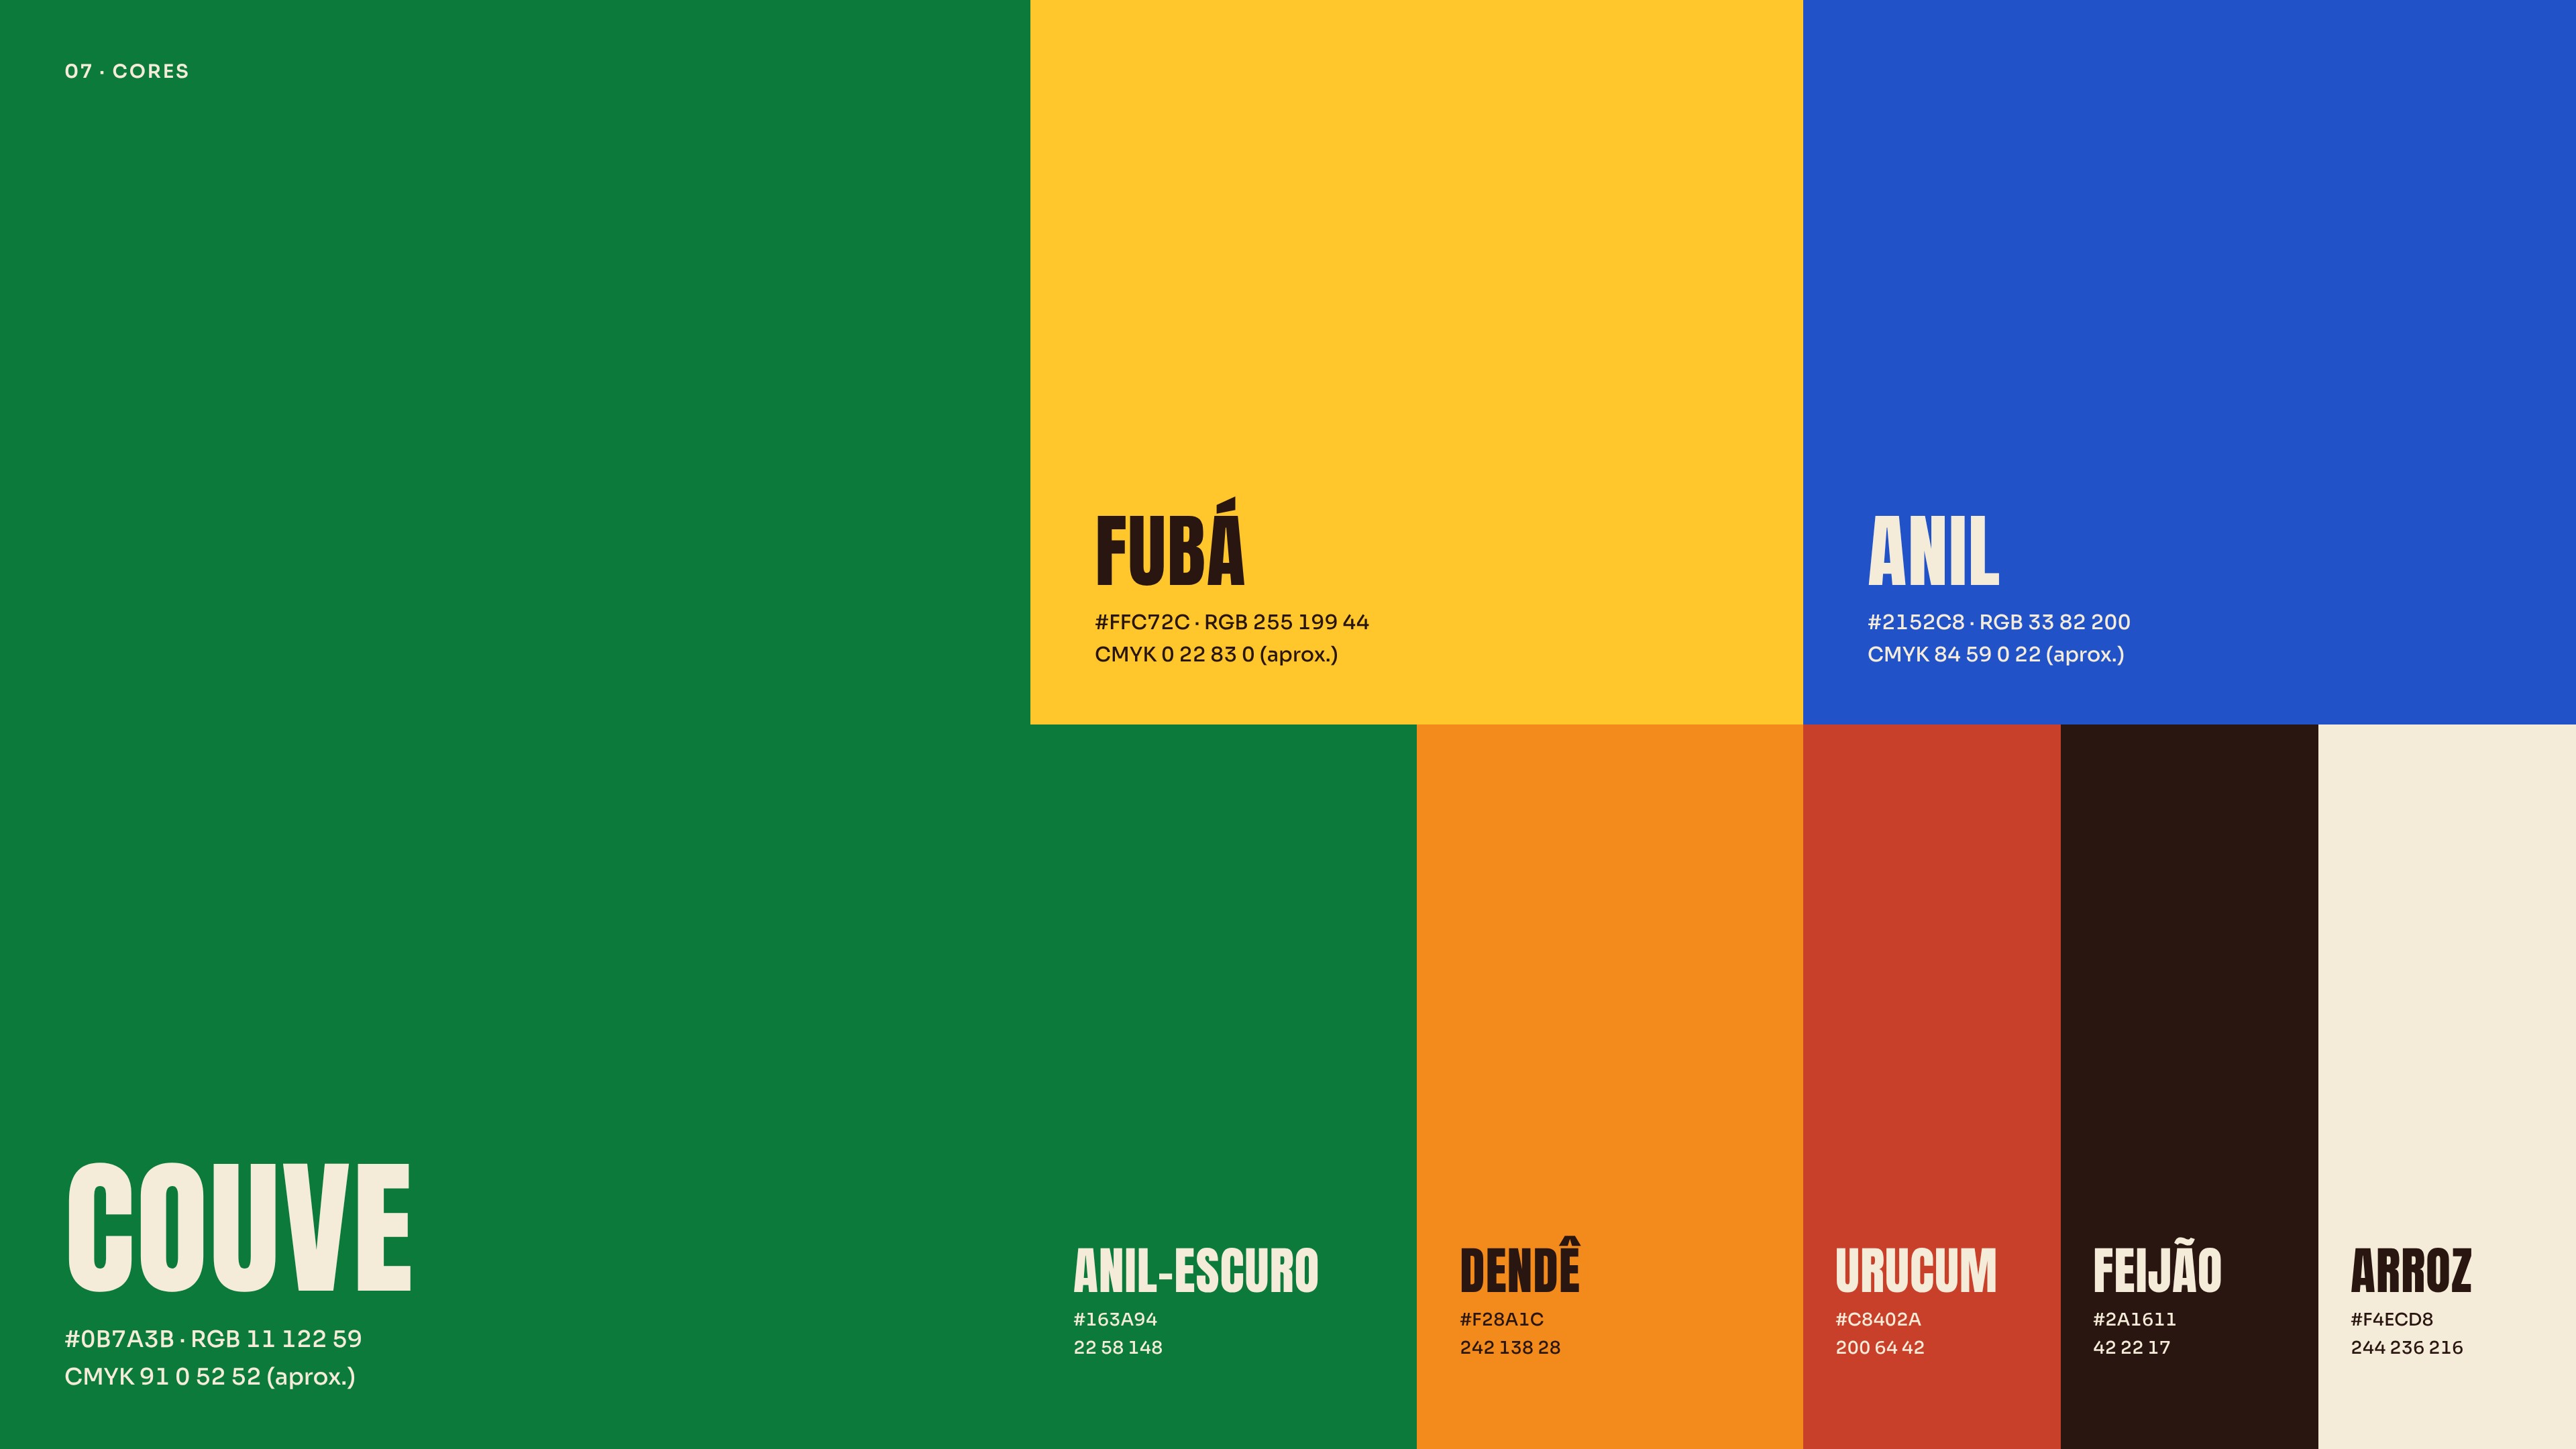 07 · CORES
COUVE
#0B7A3B · RGB 11 122 59
CMYK 91 0 52 52 (aprox.)
FUBÁ
#FFC72C · RGB 255 199 44
CMYK 0 22 83 0 (aprox.)
ANIL
#2152C8 · RGB 33 82 200
CMYK 84 59 0 22 (aprox.)
ANIL-ESCURO
#163A94
22 58 148
DENDÊ
#F28A1C
242 138 28
URUCUM
#C8402A
200 64 42
FEIJÃO
#2A1611
42 22 17
ARROZ
#F4ECD8
244 236 216